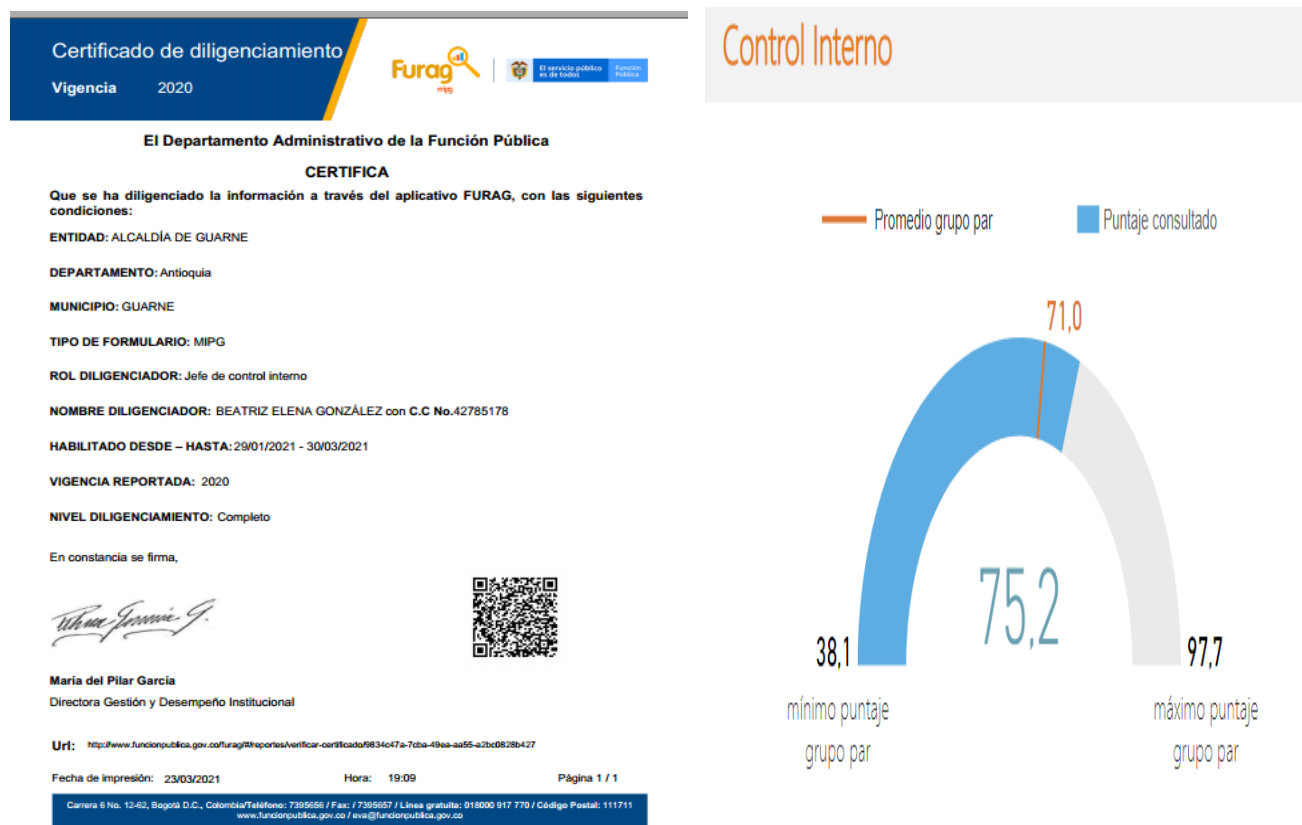 Certificado de diligenciamiento
Vigencia 2020
Furag
mipg
El servicio público
es de todos
Función
Pública
El Departamento Administrativo de la Función Pública
CERTIFICA
Que se ha diligenciado la información a través del aplicativo FURAG, con las siguientes
condiciones:
ENTIDAD: ALCALDÍA DE GUARNE
DEPARTAMENTO: Antioquia
MUNICIPIO: GUARNE
TIPO DE FORMULARIO: MIPG
ROL DILIGENCIADOR: Jefe de control interno
NOMBRE DILIGENCIADOR: BEATRIZ ELENA GONZÁLEZ con C.C No.42785178
HABILITADO DESDE – HASTA: 29/01/2021 - 30/03/2021
VIGENCIA REPORTADA: 2020
NIVEL DILIGENCIAMIENTO: Completo
En constancia se firma,
María del Pilar García
Directora Gestión y Desempeño Institucional
Url: http://www.funcionpublica.gov.co/furag/#/reportes/verificar-certificado/9834c47a-7cba-49ea-aa55-a2bc0828b427
Fecha de impresión: 23/03/2021 Hora: 19:09 Página 1 / 1
Carrera 6 No. 12-62, Bogotá D.C., Colombia/Teléfono: 7395656 / Fax: / 7395657 / Línea gratuita: 018000 917 770 / Código Postal: 111711
www.funcionpublica.gov.co / eva@funcionpublica.gov.co
Control Interno
Promedio grupo par
Puntaje consultado
71,0
75,2
38,1
97,7
mínimo puntaje
grupo par
máximo puntaje
grupo par